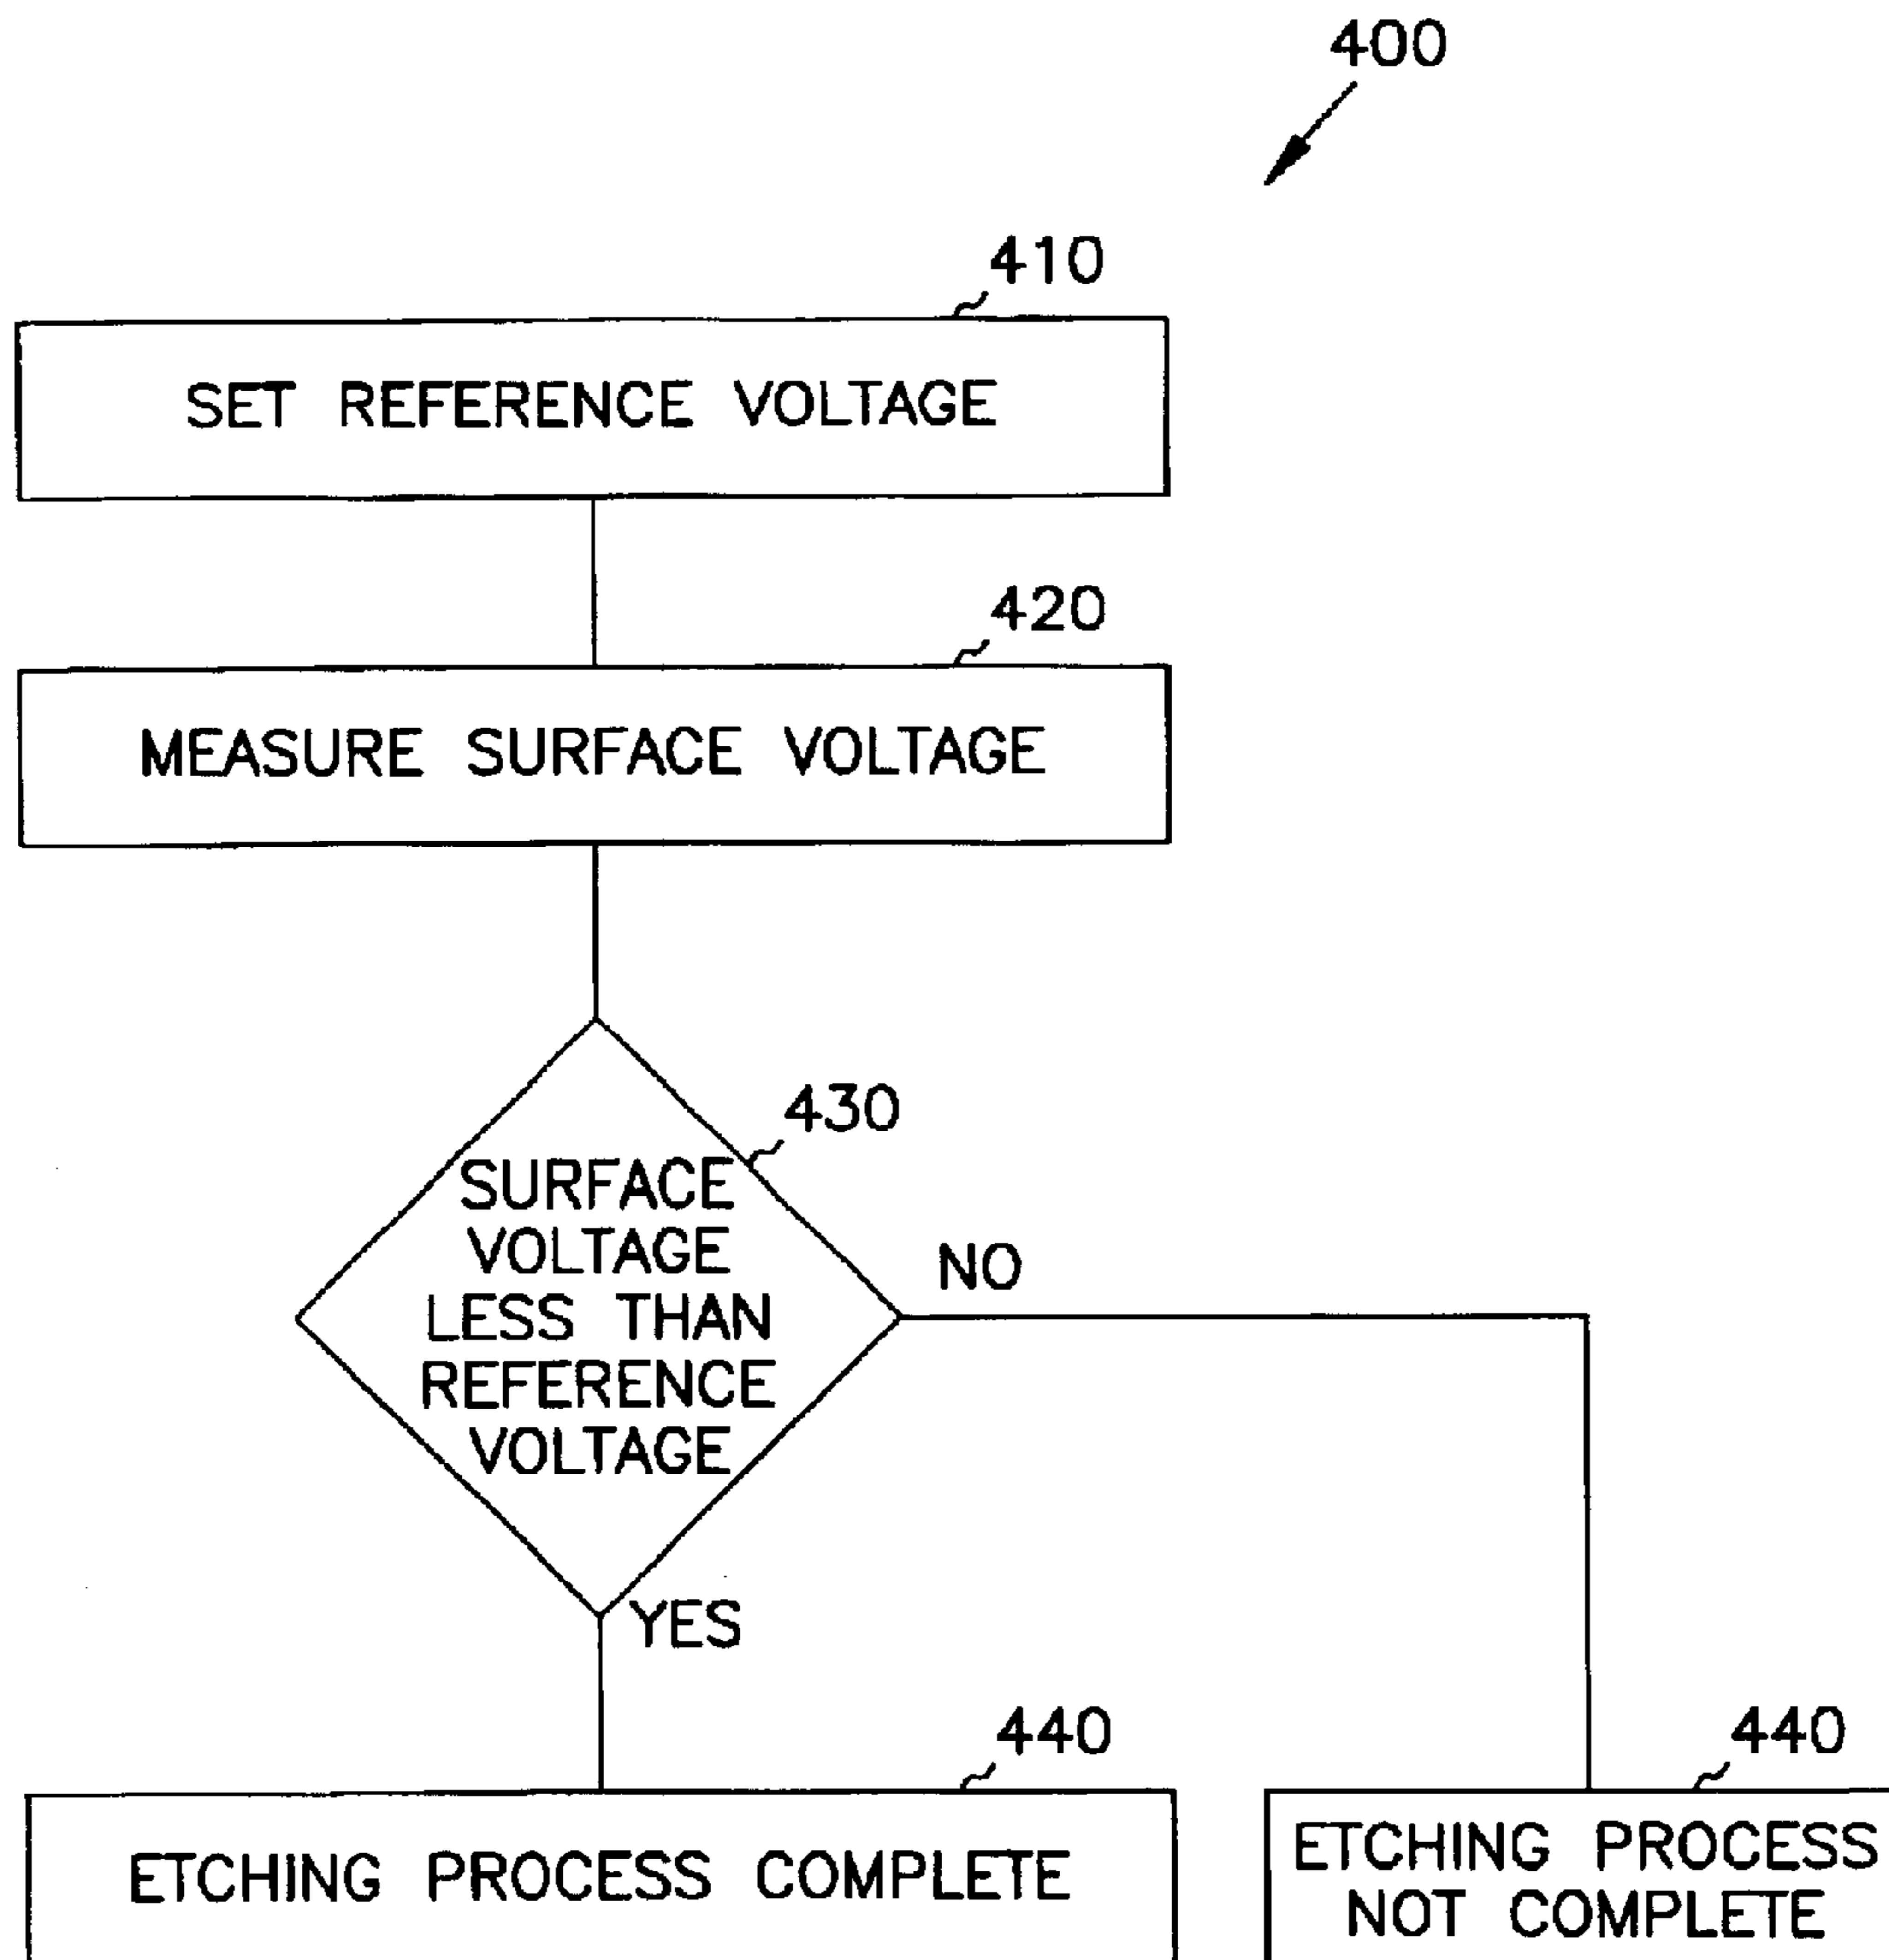 400
410
SET REFERENCE VOLTAGE
420
MEASURE SURFACE VOLTAGE
430
SURFACE
VOLTAGE
LESS THAN
REFERENCE
VOLTAGE
NO
YES
440
ETCHING PROCESS COMPLETE
440
ETCHING PROCESS
NOT COMPLETE